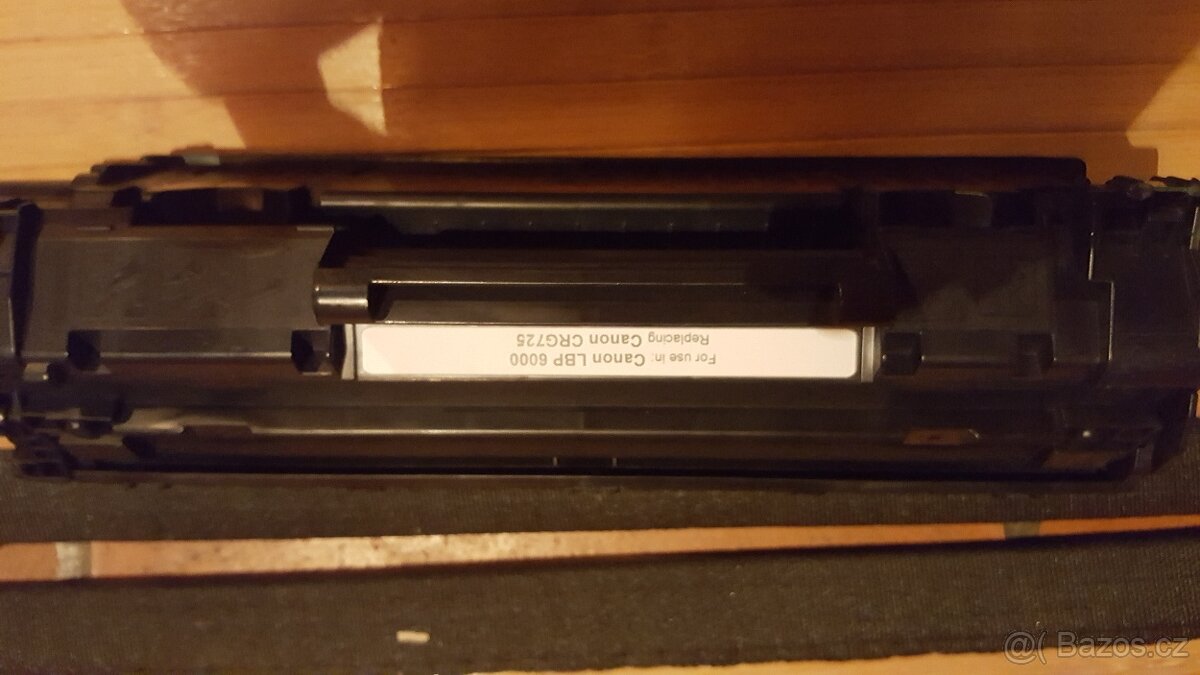 For use in: Canon LBP 6000
Replacing Canon CRG725
@( Bazos.cz